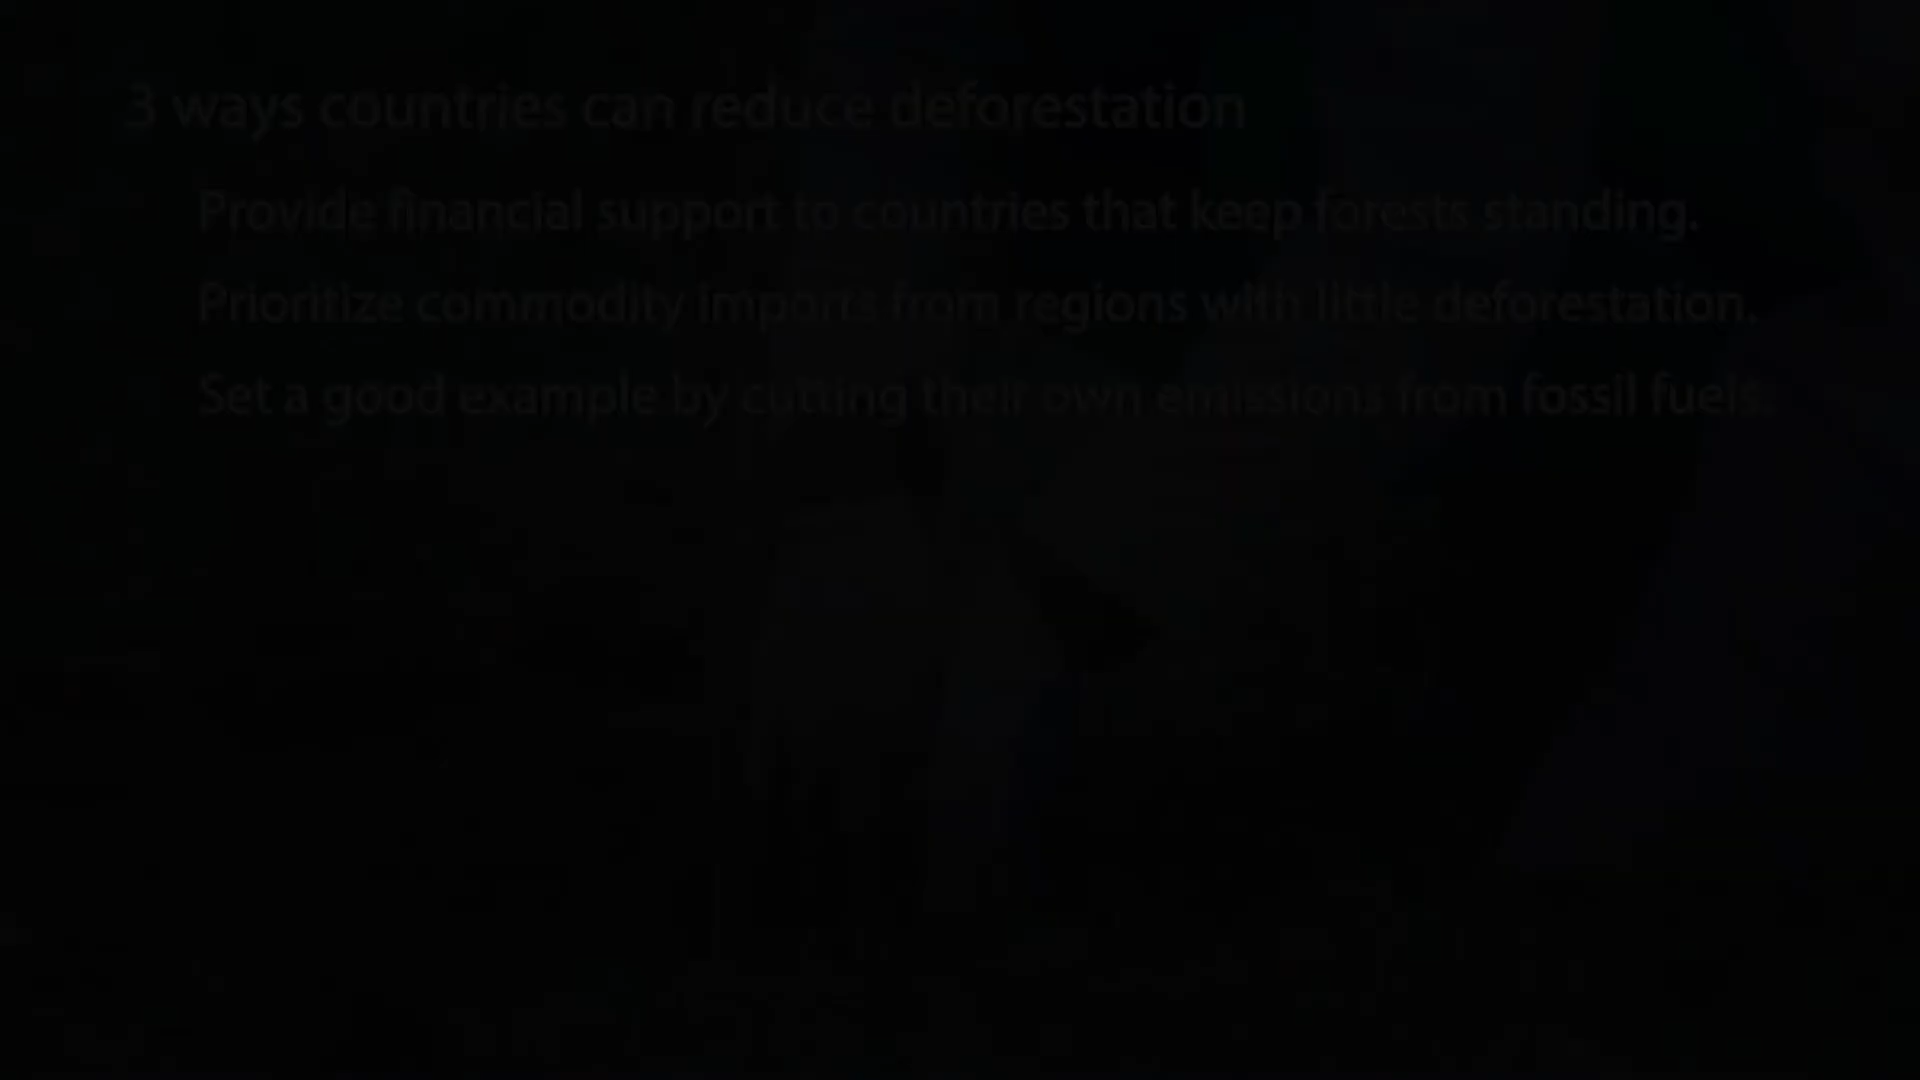 3 ways countries can reduce deforestation
Provide financial support to countries that keep forests standing.
Prioritize commodity imports from regions with little deforestation.
Set a good example by cutting their own emissions from fossil fuels.